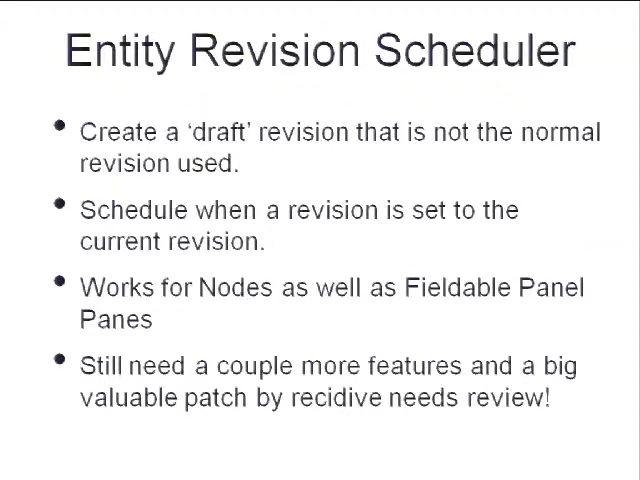 Entity Revision Scheduler
• Create a ‘draft’ revision that is not the normal
revision used.
• Schedule when a revision is set to the
current revision.
• Works for Nodes as well as Fieldable Panel
Panes
• Still need a couple more features and a big
valuable patch by recidive needs review!